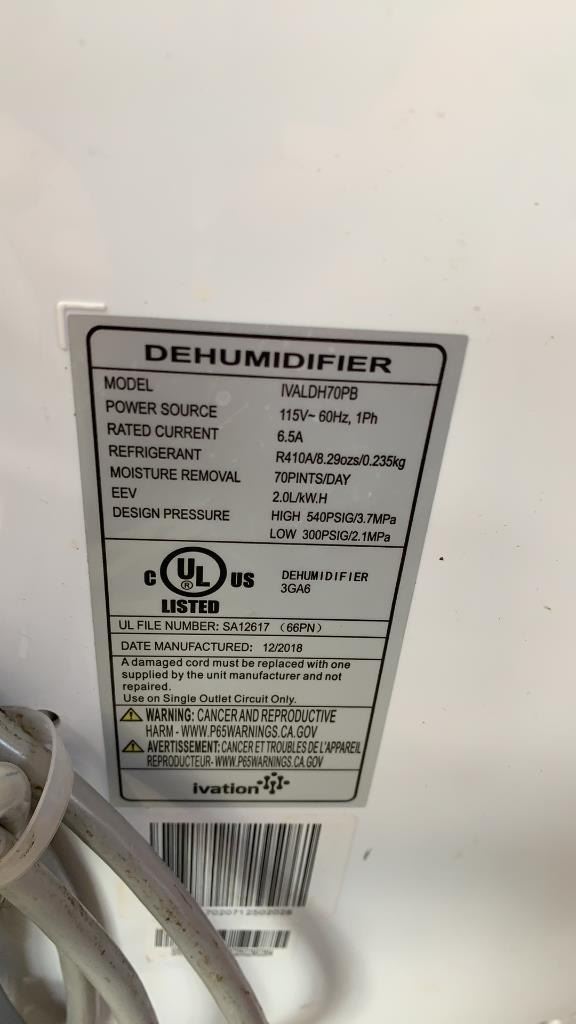 DEHUMIDIFIER
MODEL IVALDH70PB
POWER SOURCE 115V~ 60Hz, 1Ph
RATED CURRENT 6.5A
REFRIGERANT R410A/8.29ozs/0.235kg
MOISTURE REMOVAL 70PINTS/DAY
EEV 2.0L/kW.H
DESIGN PRESSURE HIGH 540PSIG/3.7MPa
LOW 300PSIG/2.1MPa
C UL ® US
LISTED
DEHUMIDIFIER
3GA6
UL FILE NUMBER: SA12617 (66PN)
DATE MANUFACTURED: 12/2018
A damaged cord must be replaced with one
supplied by the unit manufacturer and not
repaired.
Use on Single Outlet Circuit Only.
WARNING: CANCER AND REPRODUCTIVE
HARM - WWW.P65WARNINGS.CA.GOV
AVERTISSEMENT: CANCER ET TROUBLES DE L'APPAREIL
REPRODUCTEUR- WWW.P65WARNINGS.CA.GOV
ivation